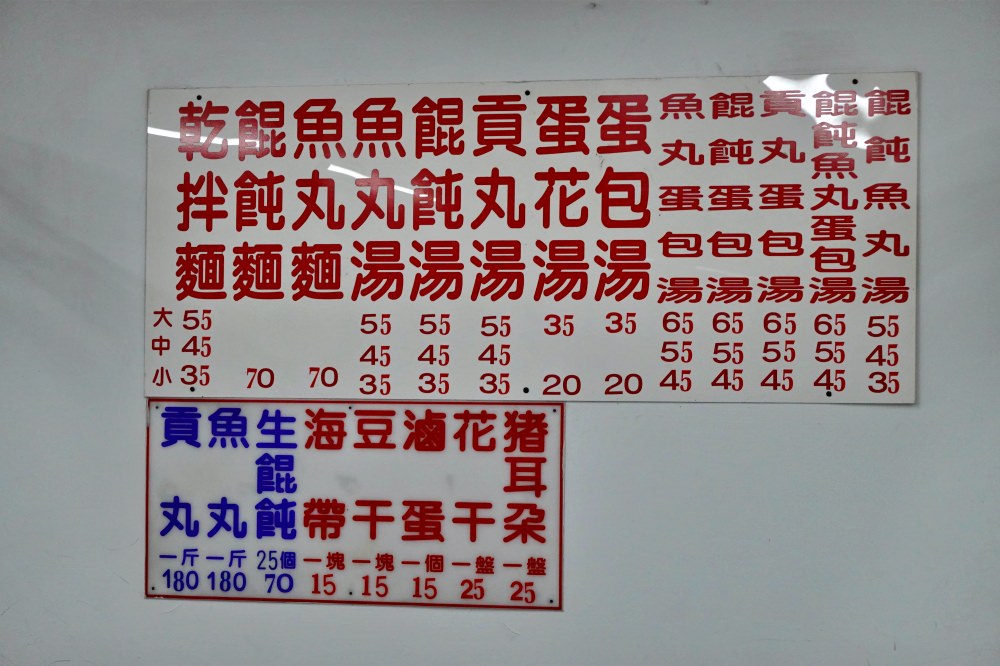 乾拌麵
餛飩麵
魚丸麵
魚丸湯
餛飩湯
貢丸湯
蛋花湯
蛋包湯
魚丸蛋包湯
餛飩蛋包湯
貢丸蛋包湯
餛飩魚丸蛋包湯
餛飩魚丸湯
大 55 55 55 55 35 35 65 65 65 65 55
中 45 45 45 45 55 55 55 55 45
小 35 70 70 35 35 35 20 20 45 45 45 45 35
貢丸 一斤 180
魚丸 一斤 180
生餛飩 25個 70
海帶 一塊 15
豆干 一塊 15
滷蛋 一個 15
花干 一盤 25
猪耳朶 一盤 25